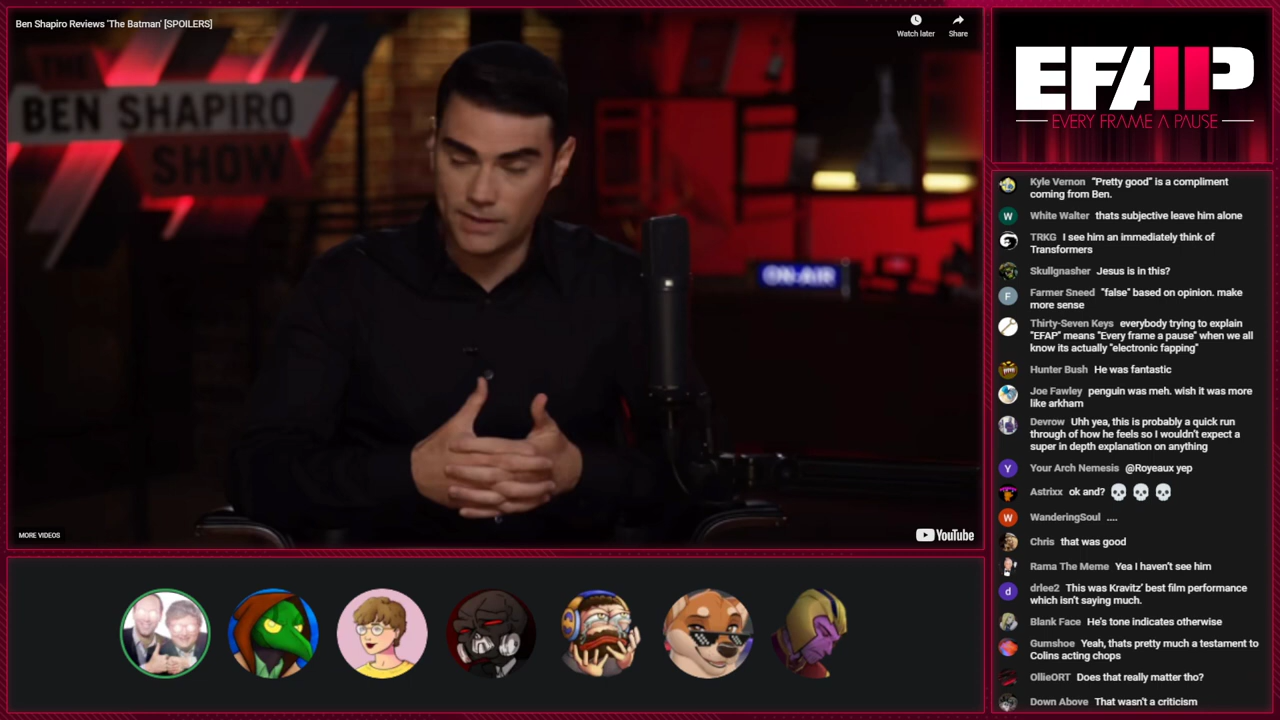 Ben Shapiro Reviews 'The Batman' [SPOILERS]
Watch later
Share
THE
BEN SHAPIRO
SHOW
ON-AIR
MORE VIDEOS
YouTube
EFAP
EVERY FRAME A PAUSE
Kyle Vernon "Pretty good" is a compliment
coming from Ben.
W
White Walter thats subjective leave him alone
TRKG I see him an immediately think of
Transformers
Skullgnasher Jesus is in this?
F
Farmer Sneed "false" based on opinion. make
more sense
Thirty-Seven Keys everybody trying to explain
"EFAP" means "Every frame a pause" when we all
know its actually "electronic fapping"
Hunter Bush He was fantastic
Joe Fawley penguin was meh. wish it was more
like arkham
Devrow Uhh yea, this is probably a quick run
through of how he feels so I wouldn't expect a
super in depth explanation on anything
Y
Your Arch Nemesis @Royeaux yep
Astrixx ok and? 💀 💀 💀
W
WanderingSoul ....
Chris that was good
Rama The Meme Yea I haven't see him
d
drlee2 This was Kravitz' best film performance
which isn't saying much.
Blank Face He's tone indicates otherwise
Gumshoe Yeah, thats pretty much a testament to
Colins acting chops
OllieORT Does that really matter tho?
Down Above That wasn't a criticism